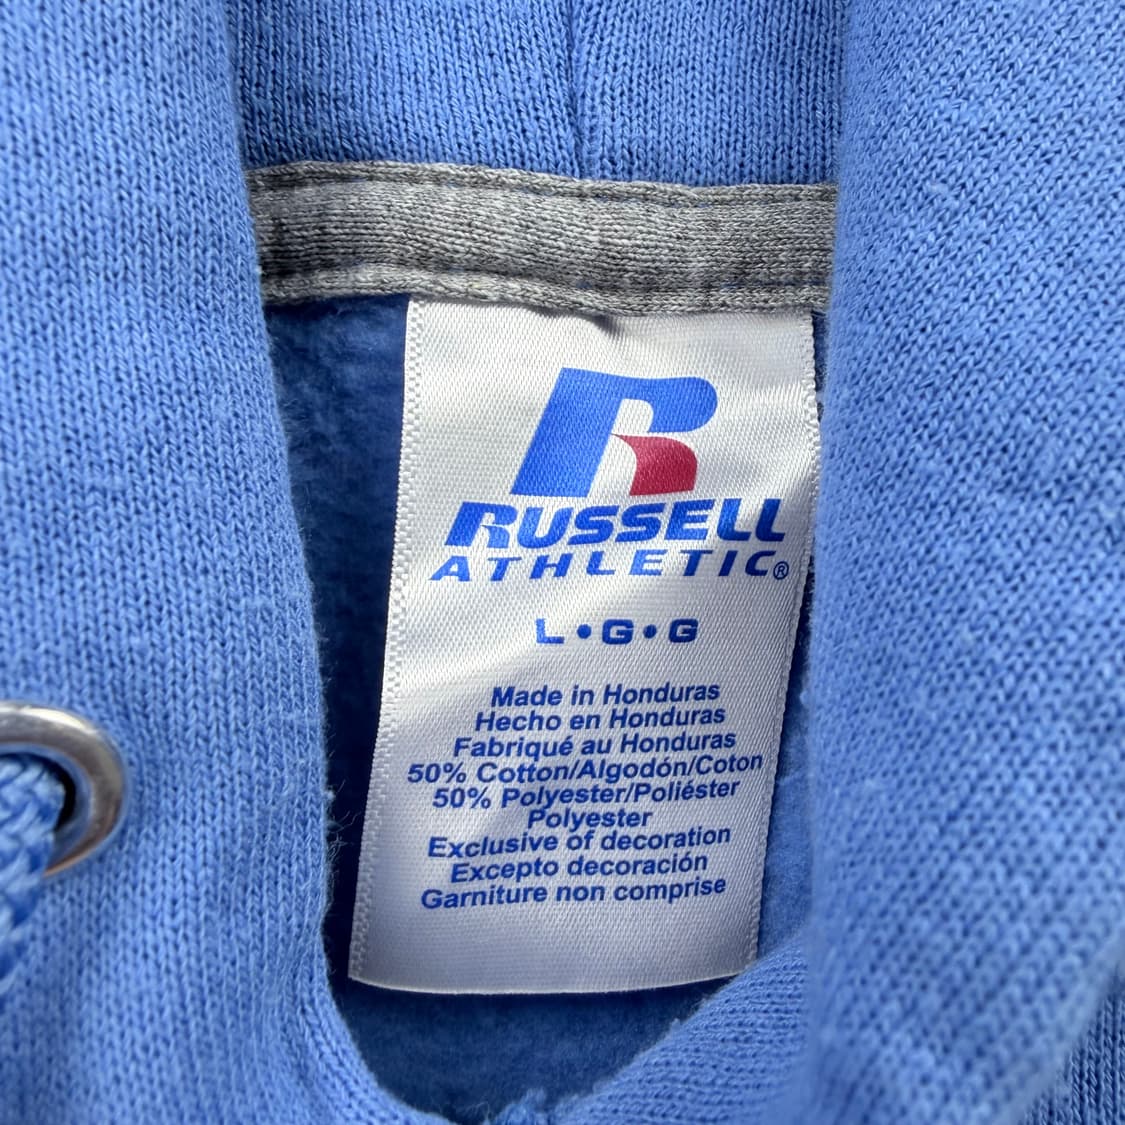 R
RUSSELL
ATHLETIC®
L•G•G
Made in Honduras
Hecho en Honduras
Fabriqué au Honduras
50% Cotton/Algodón/Coton
50% Polyester/Poliéster
Polyester
Exclusive of decoration
Excepto decoración
Garniture non comprise